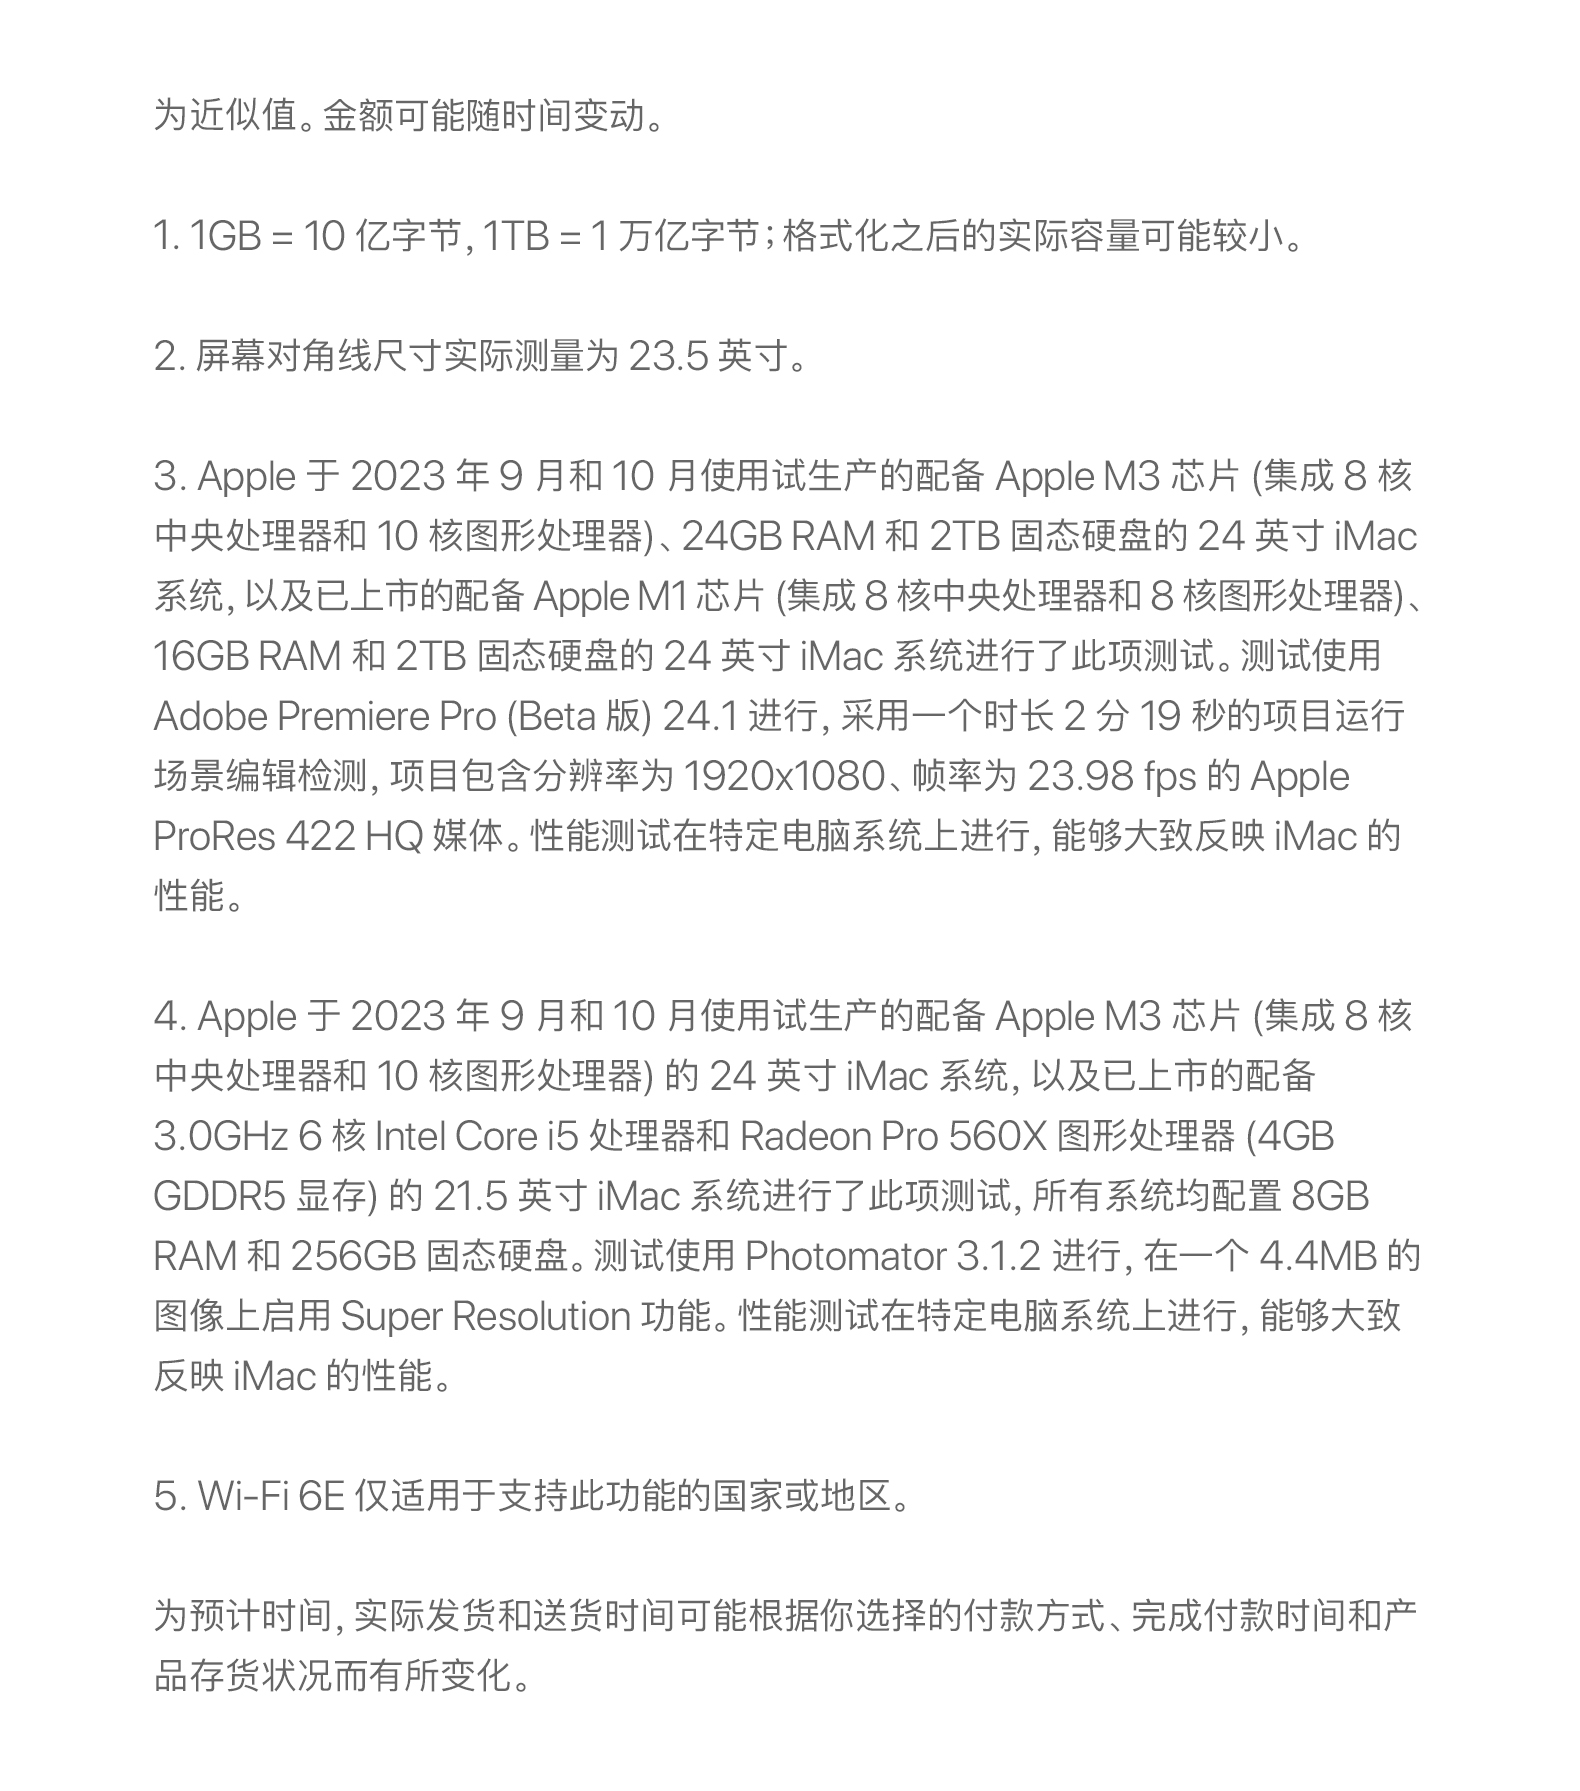 为近似值。金额可能随时间变动。
1. 1GB = 10 亿字节, 1TB = 1 万亿字节; 格式化之后的实际容量可能较小。
2. 屏幕对角线尺寸实际测量为 23.5 英寸。
3. Apple 于 2023 年 9 月和 10 月使用试生产的配备 Apple M3 芯片 (集成 8 核
中央处理器和 10 核图形处理器)、24GB RAM 和 2TB 固态硬盘的 24 英寸 iMac
系统, 以及已上市的配备 Apple M1 芯片 (集成 8 核中央处理器和 8 核图形处理器)、
16GB RAM 和 2TB 固态硬盘的 24 英寸 iMac 系统进行了此项测试。测试使用
Adobe Premiere Pro (Beta 版) 24.1 进行, 采用一个时长 2 分 19 秒的项目运行
场景编辑检测, 项目包含分辨率为 1920x1080、帧率为 23.98 fps 的 Apple
ProRes 422 HQ 媒体。性能测试在特定电脑系统上进行, 能够大致反映 iMac 的
性能。
4. Apple 于 2023 年 9 月和 10 月使用试生产的配备 Apple M3 芯片 (集成 8 核
中央处理器和 10 核图形处理器) 的 24 英寸 iMac 系统, 以及已上市的配备
3.0GHz 6 核 Intel Core i5 处理器和 Radeon Pro 560X 图形处理器 (4GB
GDDR5 显存) 的 21.5 英寸 iMac 系统进行了此项测试, 所有系统均配置 8GB
RAM 和 256GB 固态硬盘。测试使用 Photomator 3.1.2 进行, 在一个 4.4MB 的
图像上启用 Super Resolution 功能。性能测试在特定电脑系统上进行, 能够大致
反映 iMac 的性能。
5. Wi-Fi 6E 仅适用于支持此功能的国家或地区。
为预计时间, 实际发货和送货时间可能根据你选择的付款方式、完成付款时间和产
品存货状况而有所变化。